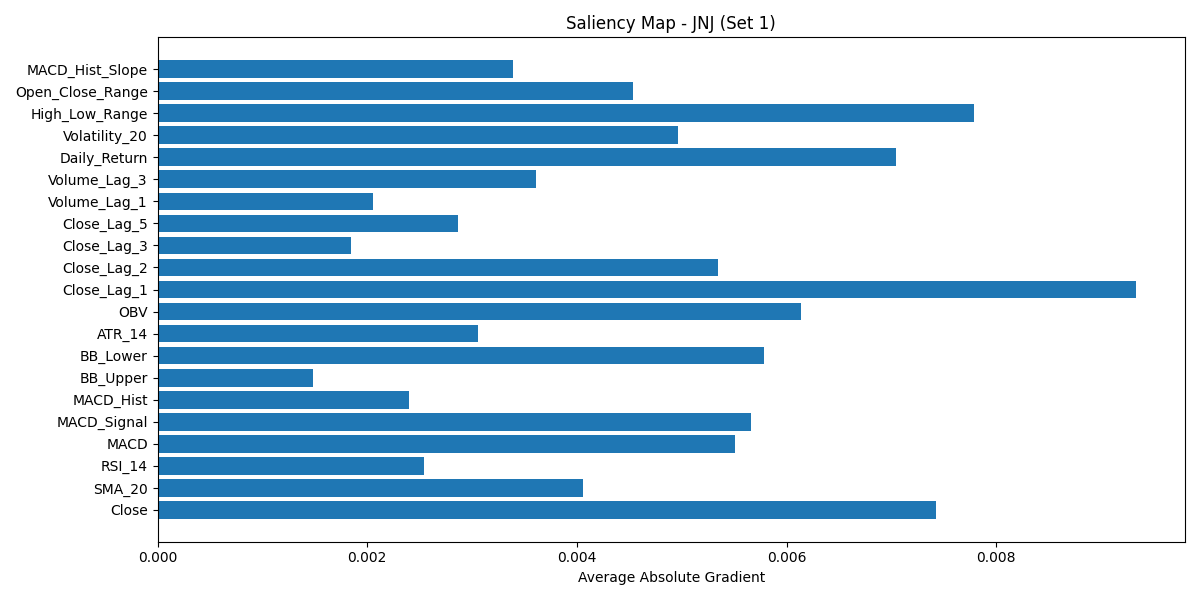 Saliency Map - JNJ (Set 1)
MACD_Hist_Slope
Open_Close_Range
High_Low_Range
Volatility_20
Daily_Return
Volume_Lag_3
Volume_Lag_1
Close_Lag_5
Close_Lag_3
Close_Lag_2
Close_Lag_1
OBV
ATR_14
BB_Lower
BB_Upper
MACD_Hist
MACD_Signal
MACD
RSI_14
SMA_20
Close
0.000 0.002 0.004 0.006 0.008
Average Absolute Gradient